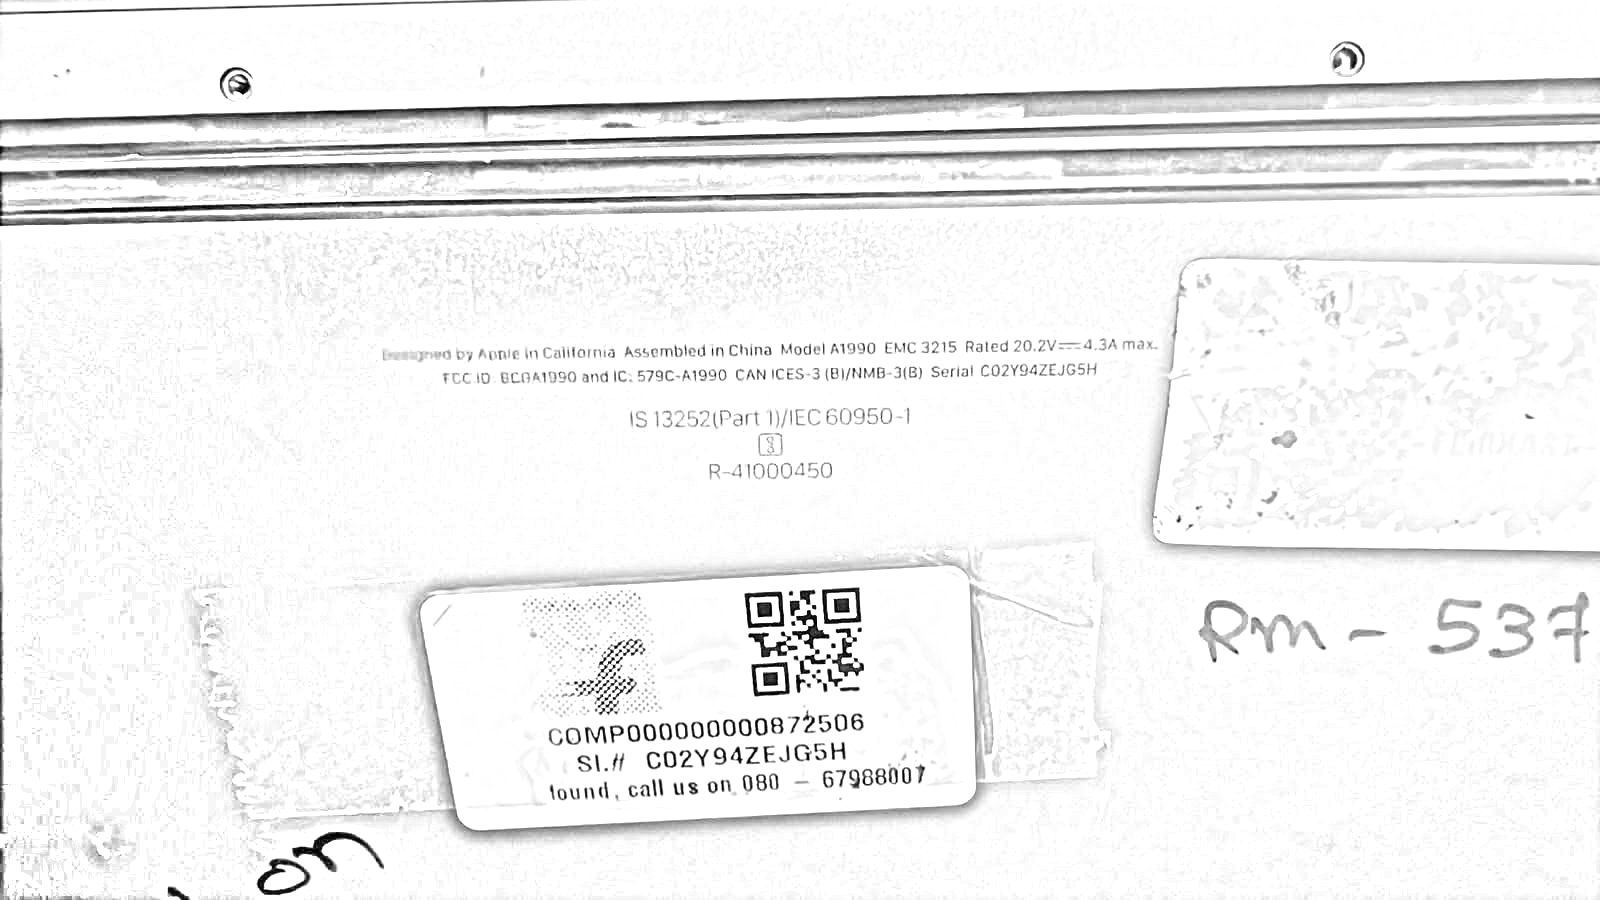 Designed by Apple in California Assembled in China Model A1990 EMC 3215 Rated 20.2V⎓4.3A max.
FCC ID: BCGA1990 and IC: 579C-A1990 CAN ICES-3 (B)/NMB-3(B) Serial C02Y94ZEJG5H
IS 13252(Part 1)/IEC 60950-1
R-41000450
Rm - 537
COMP000000000872506
Sl.# C02Y94ZEJG5H
found, call us on 080 - 67988007
on